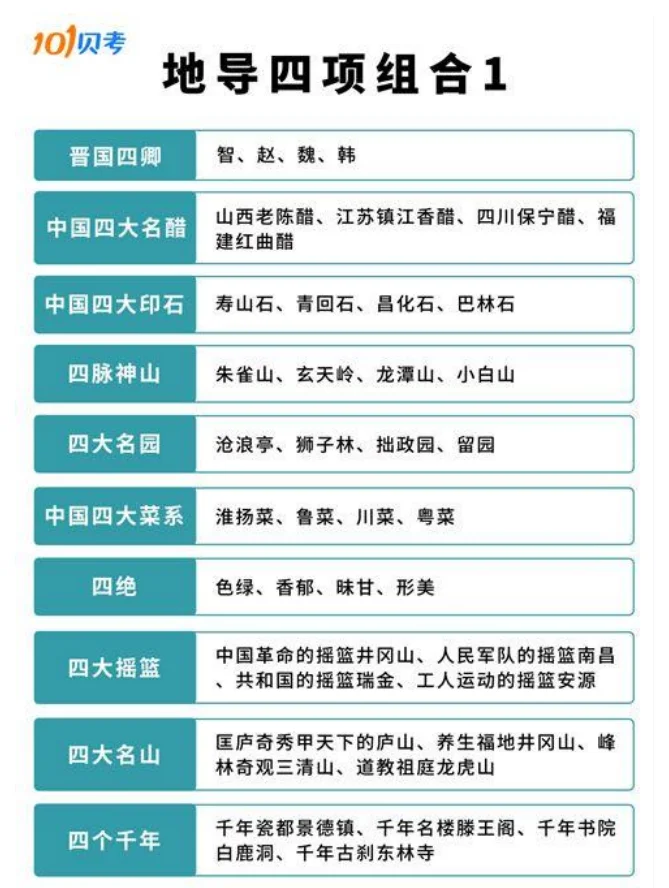 101贝考
地导四项组合1
晋国四卿
智、赵、魏、韩
中国四大名醋
山西老陈醋、江苏镇江香醋、四川保宁醋、福
建红曲醋
中国四大印石
寿山石、青回石、昌化石、巴林石
四脉神山
朱雀山、玄天岭、龙潭山、小白山
四大名园
沧浪亭、狮子林、拙政园、留园
中国四大菜系
淮扬菜、鲁菜、川菜、粤菜
四绝
色绿、香郁、昧甘、形美
四大摇篮
中国革命的摇篮井冈山、人民军队的摇篮南昌
、共和国的摇篮瑞金、工人运动的摇篮安源
四大名山
匡庐奇秀甲天下的庐山、养生福地井冈山、峰
林奇观三清山、道教祖庭龙虎山
四个千年
千年瓷都景德镇、千年名楼滕王阁、千年书院
白鹿洞、千年古刹东林寺